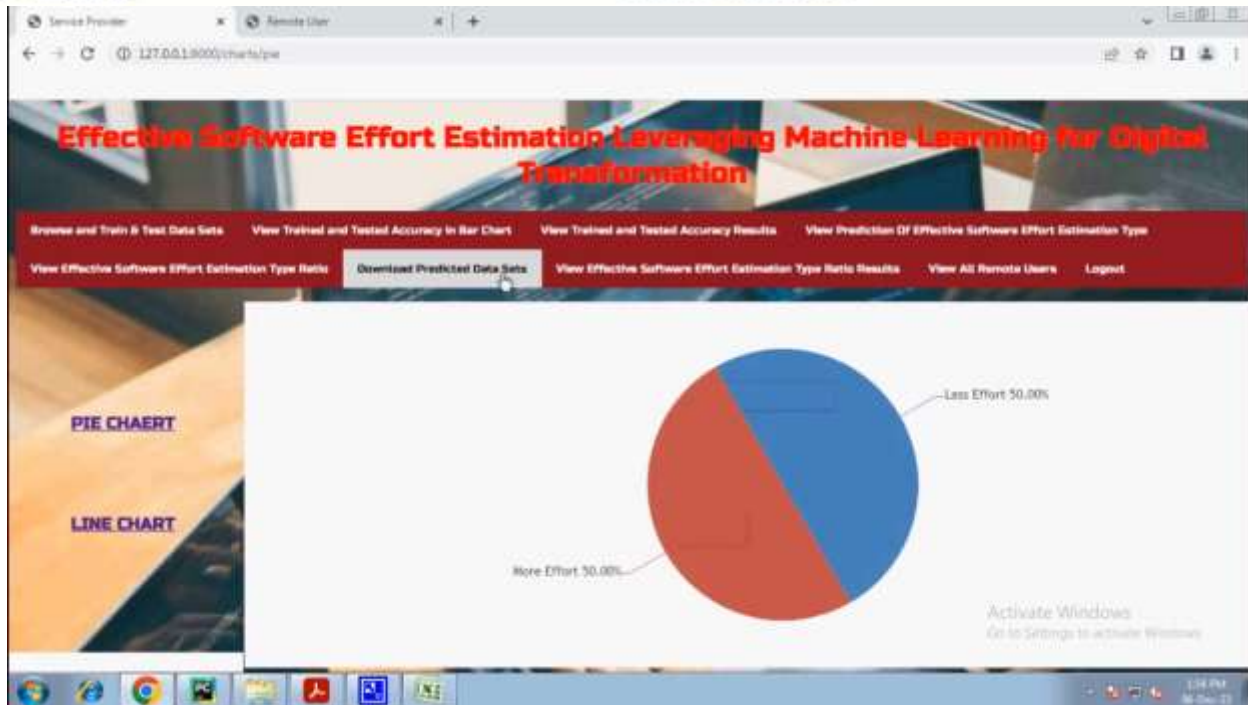 Service Provider
Remote User
127.0.0.1:8000/charts/pie
Effective Software Effort Estimation Leveraging Machine Learning for Digital
Transformation
Browse and Train & Test Data Sets View Trained and Tested Accuracy in Bar Chart View Trained and Tested Accuracy Results View Prediction Of Effective Software Effort Estimation Type
View Effective Software Effort Estimation Type Ratio Download Predicted Data Sets View Effective Software Effort Estimation Type Ratio Results View All Remote Users Logout
Less Effort 50.00%
PIE CHAERT
LINE CHART
More Effort 50.00%
Activate Windows
Go to Settings to activate Windows.
PC